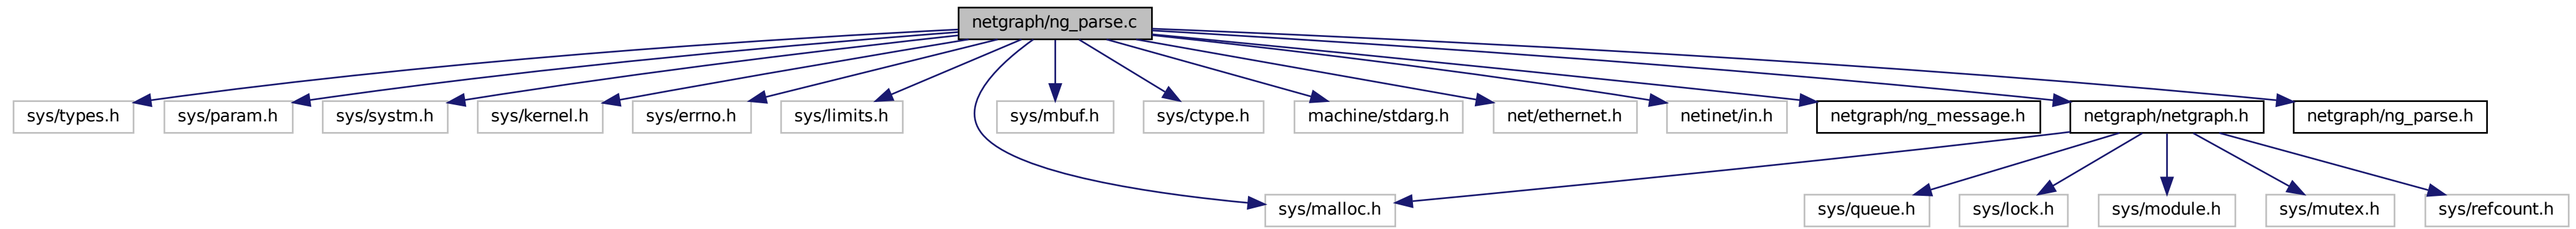 netgraph/ng_parse.c
sys/types.h
sys/param.h
sys/systm.h
sys/kernel.h
sys/errno.h
sys/limits.h
sys/mbuf.h
sys/ctype.h
machine/stdarg.h
net/ethernet.h
netinet/in.h
netgraph/ng_message.h
netgraph/netgraph.h
netgraph/ng_parse.h
sys/malloc.h
sys/queue.h
sys/lock.h
sys/module.h
sys/mutex.h
sys/refcount.h